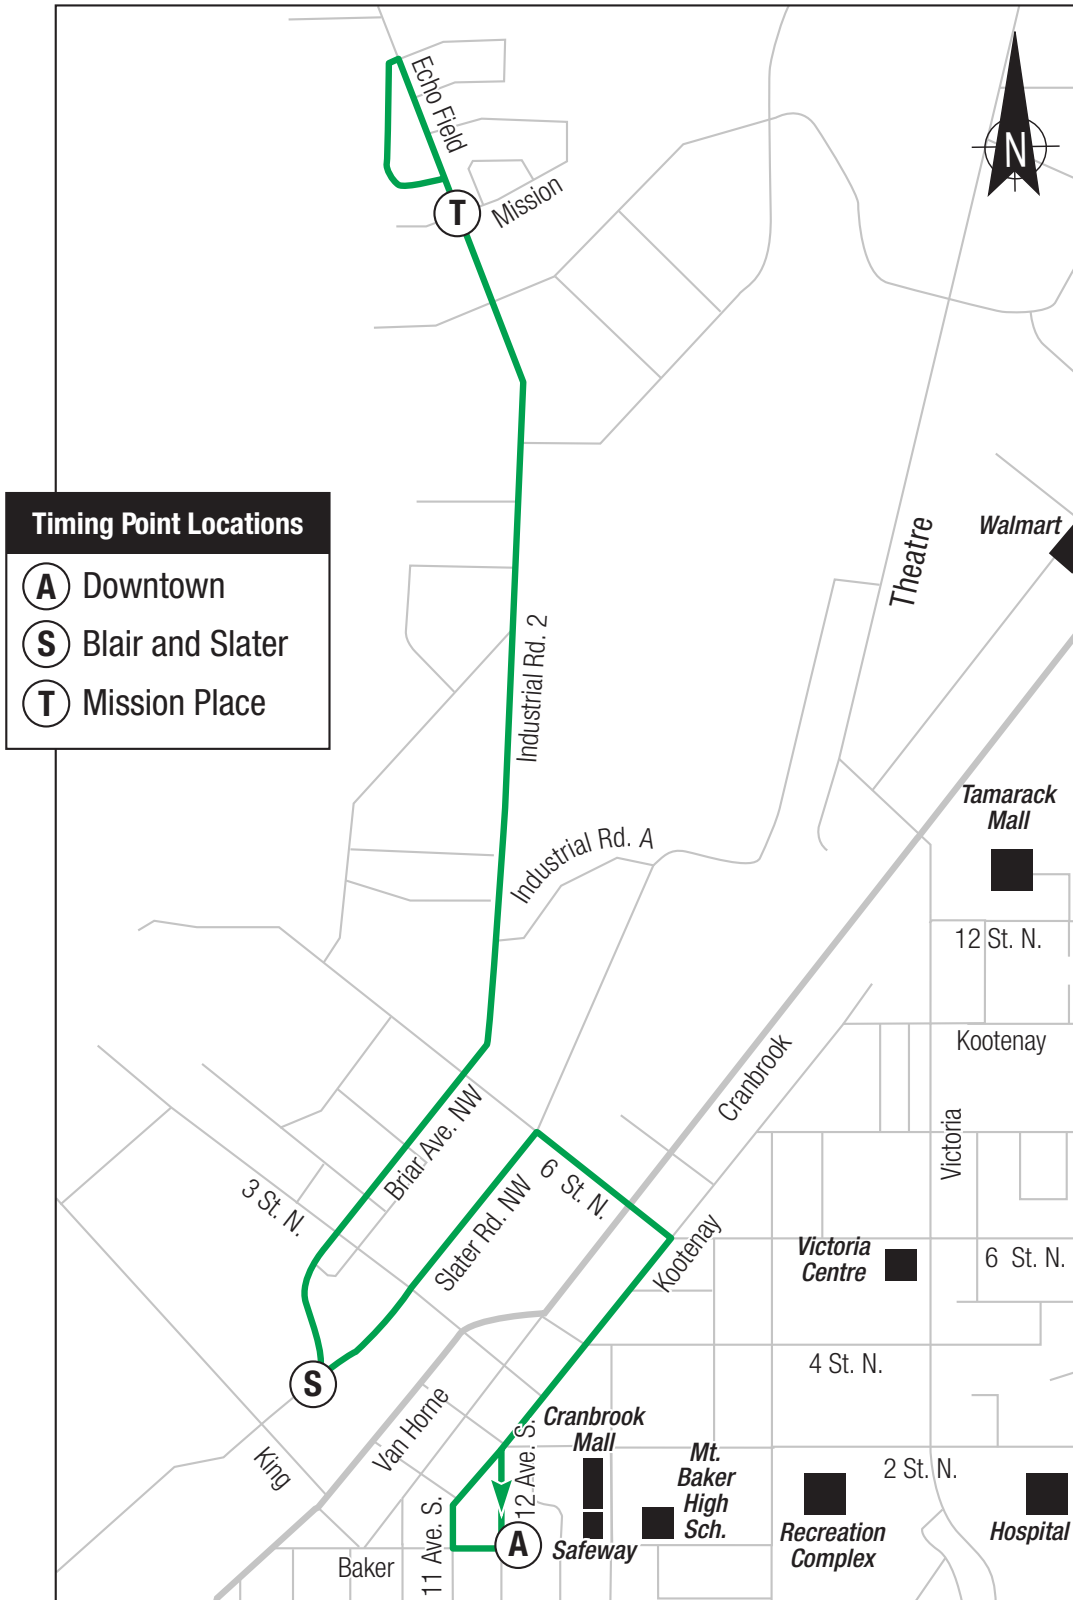 Echo Field
N
T
Mission
Timing Point Locations
A Downtown
S Blair and Slater
T Mission Place
Theatre
Walmart
Industrial Rd. 2
Tamarack
Mall
Industrial Rd. A
12 St. N.
Kootenay
Cranbrook
Briar Ave. NW
Victoria
3 St. N.
6 St. N.
Slater Rd. NW
Kootenay
Victoria
Centre
6 St. N.
4 St. N.
S
Van Horne
King
12 Ave. S.
Cranbrook
Mall
Mt.
Baker
High
Sch.
2 St. N.
11 Ave. S.
A
Safeway
Recreation
Complex
Hospital
Baker